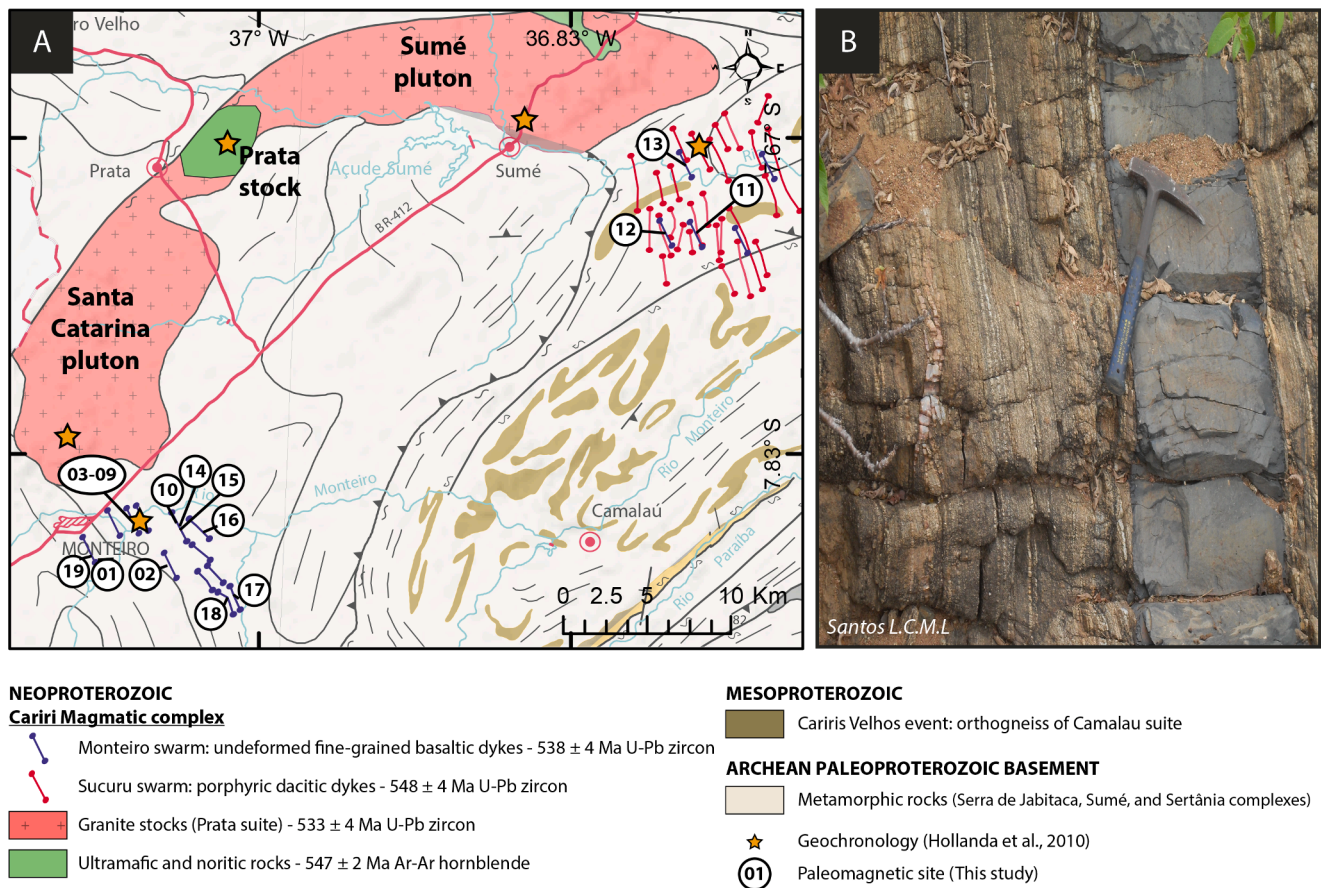 A
ro Velho
37° W
36.83° W
Sumé
pluton
N
S
7.67° S
Prata
Prata
stock
Açude Sumé
Sumé
BR-412
13
Ri
11
12
Santa
Catarina
pluton
03-09
10
14
15
16
Rio
Monteiro
MONTEIRO
19
01
02
17
18
Rio
Monteiro
7.83° S
Camalaú
Rio
Paraíba
0 2.5 5 10 Km
82
B
Santos L.C.M.L
NEOPROTEROZOIC
Cariri Magmatic complex
Monteiro swarm: undeformed fine-grained basaltic dykes - 538 ± 4 Ma U-Pb zircon
Sucuru swarm: porphyric dacitic dykes - 548 ± 4 Ma U-Pb zircon
Granite stocks (Prata suite) - 533 ± 4 Ma U-Pb zircon
Ultramafic and noritic rocks - 547 ± 2 Ma Ar-Ar hornblende
MESOPROTEROZOIC
Cariris Velhos event: orthogneiss of Camalau suite
ARCHEAN PALEOPROTEROZOIC BASEMENT
Metamorphic rocks (Serra de Jabitaca, Sumé, and Sertânia complexes)
Geochronology (Hollanda et al., 2010)
01 Paleomagnetic site (This study)